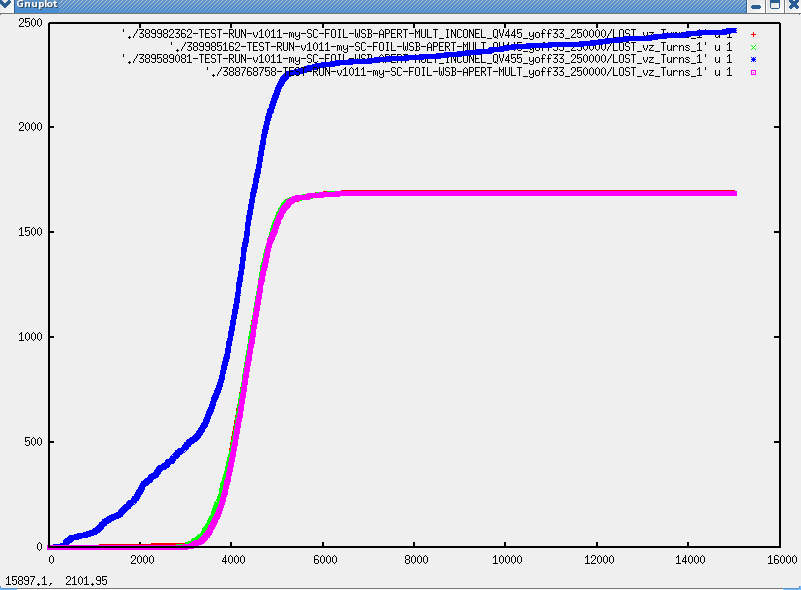 Gnuplot
2500
'./389982362-TEST-RUN-v1011-my-SC-FOIL-WSB-APERT-MULT_INCONEL_QV445_yoff33_250000/LOST_vz_Turns_1' u 1
'./389985162-TEST-RUN-v1011-my-SC-FOIL-WSB-APERT-MULT_QV445_yoff33_250000/LOST_vz_Turns_1' u 1
'./389589081-TEST-RUN-v1011-my-SC-FOIL-WSB-APERT-MULT_INCONEL_QV455_yoff33_250000/LOST_vz_Turns_1' u 1
'./388768758-TEST-RUN-v1011-my-SC-FOIL-WSB-APERT-MULT_yoff33_250000/LOST_vz_Turns_1' u 1
2000
1500
1000
500
0
0 2000 4000 6000 8000 10000 12000 14000 16000
15897.1, 2101.95